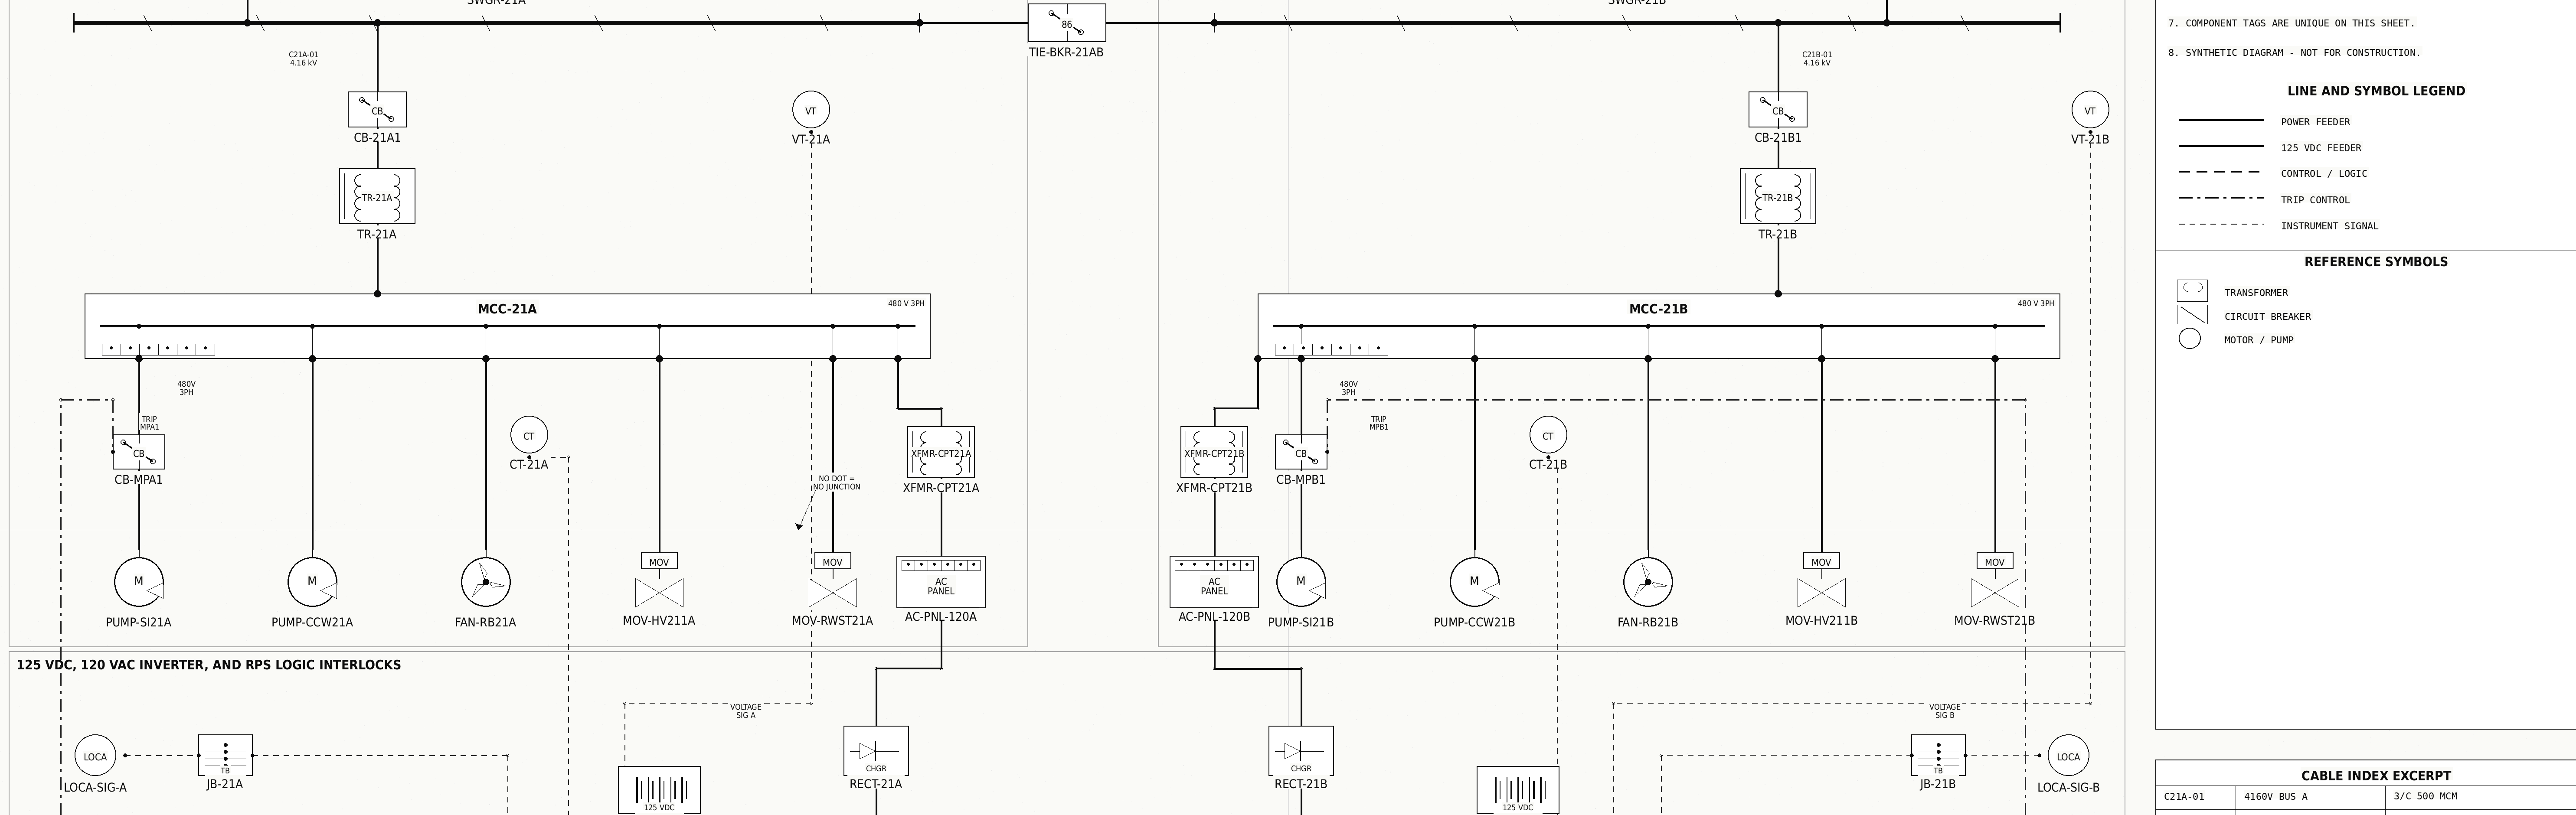 SWGR-21A
SWGR-21B
86
TIE-BKR-21AB
C21A-01
4.16 kV
C21B-01
4.16 kV
CB
CB-21A1
VT
VT-21A
CB
CB-21B1
VT
VT-21B
TR-21A
TR-21A
TR-21B
TR-21B
MCC-21A
480 V 3PH
MCC-21B
480 V 3PH
480V
3PH
TRIP
MPA1
CB
CB-MPA1
CT
CT-21A
NO DOT =
NO JUNCTION
XFMR-CPT21A
XFMR-CPT21A
XFMR-CPT21B
XFMR-CPT21B
480V
3PH
TRIP
MPB1
CB
CB-MPB1
CT
CT-21B
M
PUMP-SI21A
M
PUMP-CCW21A
FAN-RB21A
MOV
MOV-HV211A
MOV
MOV-RWST21A
AC
PANEL
AC-PNL-120A
AC
PANEL
AC-PNL-120B
M
PUMP-SI21B
M
PUMP-CCW21B
FAN-RB21B
MOV
MOV-HV211B
MOV
MOV-RWST21B
125 VDC, 120 VAC INVERTER, AND RPS LOGIC INTERLOCKS
VOLTAGE
SIG A
VOLTAGE
SIG B
LOCA
LOCA-SIG-A
TB
JB-21A
125 VDC
CHGR
RECT-21A
CHGR
RECT-21B
125 VDC
TB
JB-21B
LOCA
LOCA-SIG-B
7. COMPONENT TAGS ARE UNIQUE ON THIS SHEET.
8. SYNTHETIC DIAGRAM - NOT FOR CONSTRUCTION.
LINE AND SYMBOL LEGEND
POWER FEEDER
125 VDC FEEDER
CONTROL / LOGIC
TRIP CONTROL
INSTRUMENT SIGNAL
REFERENCE SYMBOLS
TRANSFORMER
CIRCUIT BREAKER
MOTOR / PUMP
CABLE INDEX EXCERPT
C21A-01 4160V BUS A 3/C 500 MCM